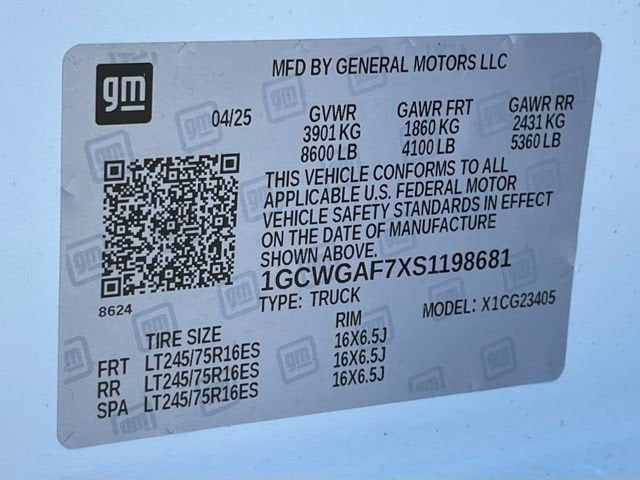 gm
MFD BY GENERAL MOTORS LLC
04/25 GVWR GAWR FRT GAWR RR
3901 KG 1860 KG 2431 KG
8600 LB 4100 LB 5360 LB
THIS VEHICLE CONFORMS TO ALL
APPLICABLE U.S. FEDERAL MOTOR
VEHICLE SAFETY STANDARDS IN EFFECT
ON THE DATE OF MANUFACTURE
SHOWN ABOVE.
1GCWGAF7XS1198681
8624 TYPE: TRUCK MODEL: X1CG23405
TIRE SIZE RIM
FRT LT245/75R16ES 16X6.5J
RR LT245/75R16ES 16X6.5J
SPA LT245/75R16ES 16X6.5J